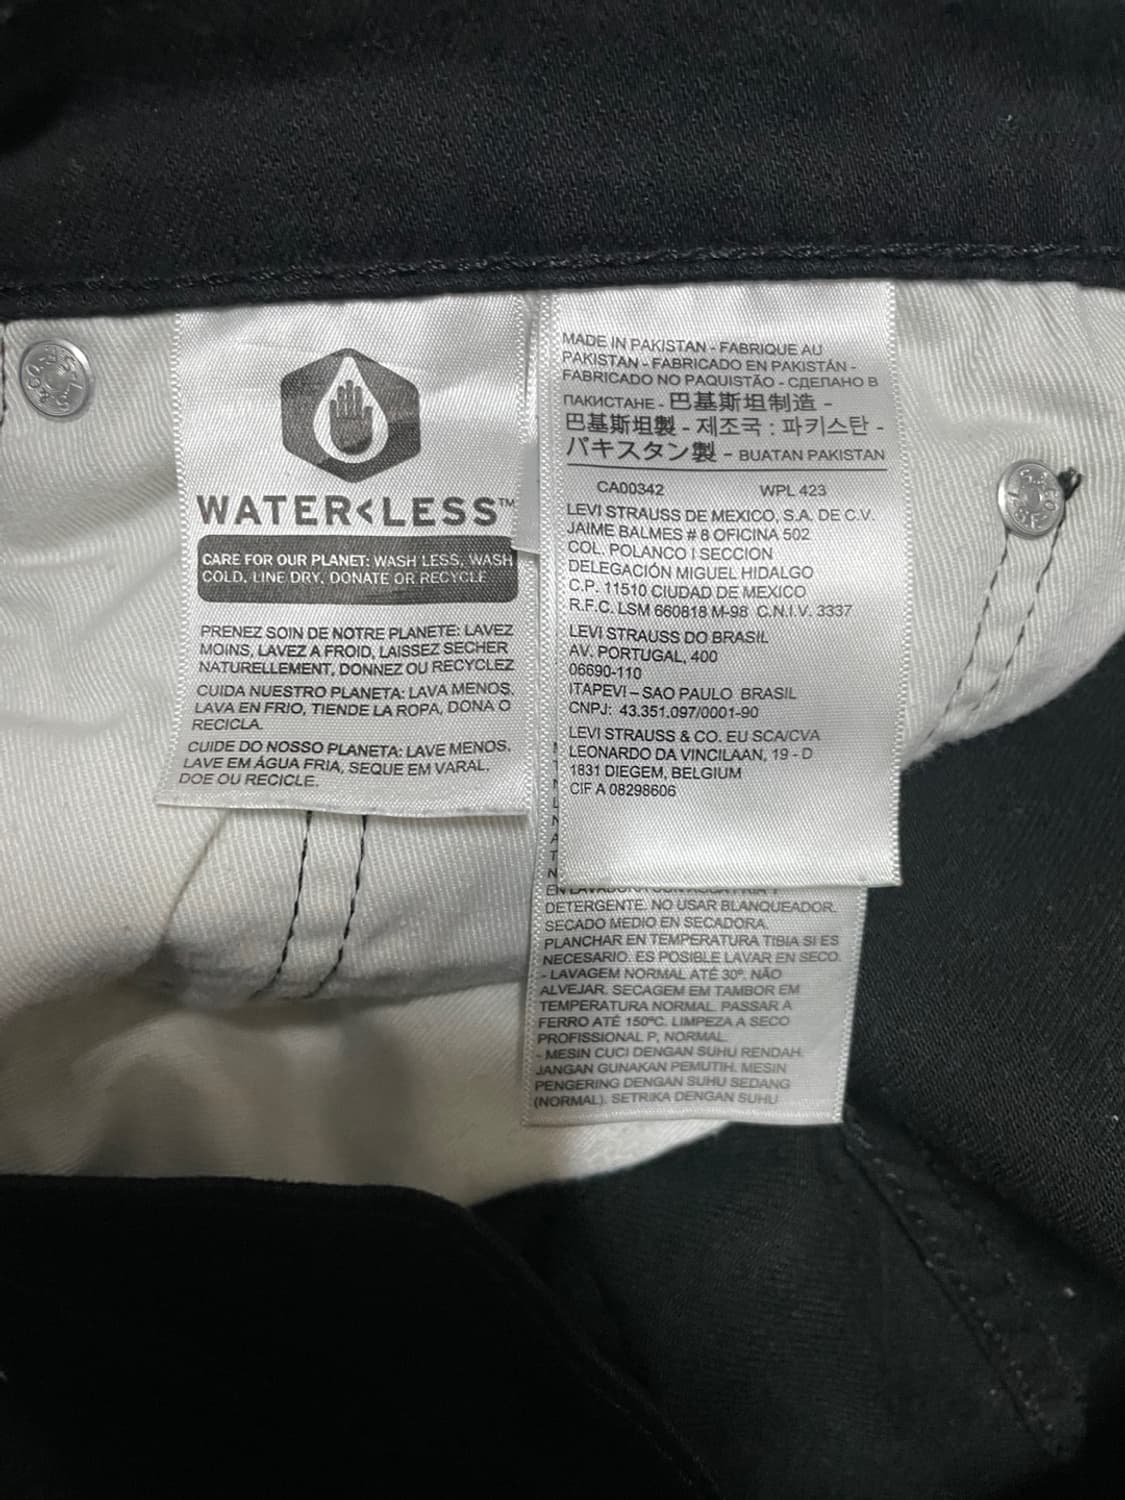 WATER<LESS™
CARE FOR OUR PLANET: WASH LESS, WASH
COLD, LINE DRY, DONATE OR RECYCLE
PRENEZ SOIN DE NOTRE PLANETE: LAVEZ
MOINS, LAVEZ A FROID, LAISSEZ SECHER
NATURELLEMENT, DONNEZ OU RECYCLEZ
CUIDA NUESTRO PLANETA: LAVA MENOS,
LAVA EN FRIO, TIENDE LA ROPA, DONA O
RECICLA.
CUIDE DO NOSSO PLANETA: LAVE MENOS,
LAVE EM ÁGUA FRIA, SEQUE EM VARAL,
DOE OU RECICLE.
MADE IN PAKISTAN - FABRIQUE AU
PAKISTAN - FABRICADO EN PAKISTÁN -
FABRICADO NO PAQUISTÃO - СДЕЛАНО В
ПАКИСТАНЕ - 巴基斯坦制造 -
巴基斯坦製 - 제조국 : 파키스탄 -
パキスタン製 - BUATAN PAKISTAN
CA00342 WPL 423
LEVI STRAUSS DE MEXICO, S.A. DE C.V.
JAIME BALMES # 8 OFICINA 502
COL. POLANCO I SECCION
DELEGACIÓN MIGUEL HIDALGO
C.P. 11510 CIUDAD DE MEXICO
R.F.C. LSM 660818 M-98 C.N.I.V. 3337
LEVI STRAUSS DO BRASIL
AV. PORTUGAL, 400
06690-110
ITAPEVI – SAO PAULO BRASIL
CNPJ: 43.351.097/0001-90
LEVI STRAUSS & CO. EU SCA/CVA
LEONARDO DA VINCILAAN, 19 - D
1831 DIEGEM, BELGIUM
CIF A 08298606
EN LAVADORA CON AGUA FRIA Y
DETERGENTE. NO USAR BLANQUEADOR.
SECADO MEDIO EN SECADORA.
PLANCHAR EN TEMPERATURA TIBIA SI ES
NECESARIO. ES POSIBLE LAVAR EN SECO.
- LAVAGEM NORMAL ATÉ 30º. NÃO
ALVEJAR. SECAGEM EM TAMBOR EM
TEMPERATURA NORMAL. PASSAR A
FERRO ATÉ 150ºC. LIMPEZA A SECO
PROFISSIONAL P, NORMAL.
- MESIN CUCI DENGAN SUHU RENDAH.
JANGAN GUNAKAN PEMUTIH. MESIN
PENGERING DENGAN SUHU SEDANG
(NORMAL). SETRIKA DENGAN SUHU